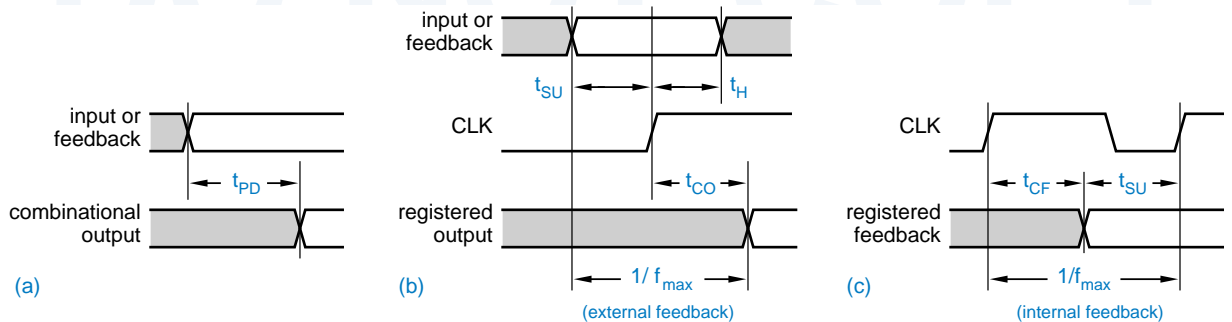 input or
feedback
t_PD
combinational
output
(a)
input or
feedback
t_SU
t_H
CLK
t_CO
registered
output
1/ f_max
(b)
(external feedback)
CLK
t_CF
t_SU
registered
feedback
1/f_max
(c)
(internal feedback)